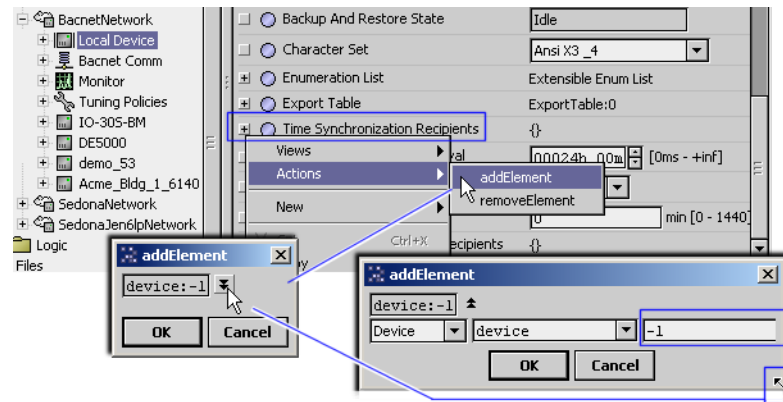 BacnetNetwork
Local Device
Bacnet Comm
Monitor
Tuning Policies
IO-30S-BM
DE5000
demo_53
Acme_Bldg_1_6140
SedonaNetwork
SedonaJen6lpNetwork
Logic
Files
Backup And Restore State Idle
Character Set Ansi X3 _4
Enumeration List Extensible Enum List
Export Table ExportTable:0
Time Synchronization Recipients {}
00024h 00m [0ms - +inf]
0 min [0 - 1440]
ecipients {}
Views
Actions
New
Ctrl+X
addElement
removeElement
addElement
device:-1
OK Cancel
addElement
device:-1
Device device -1
OK Cancel